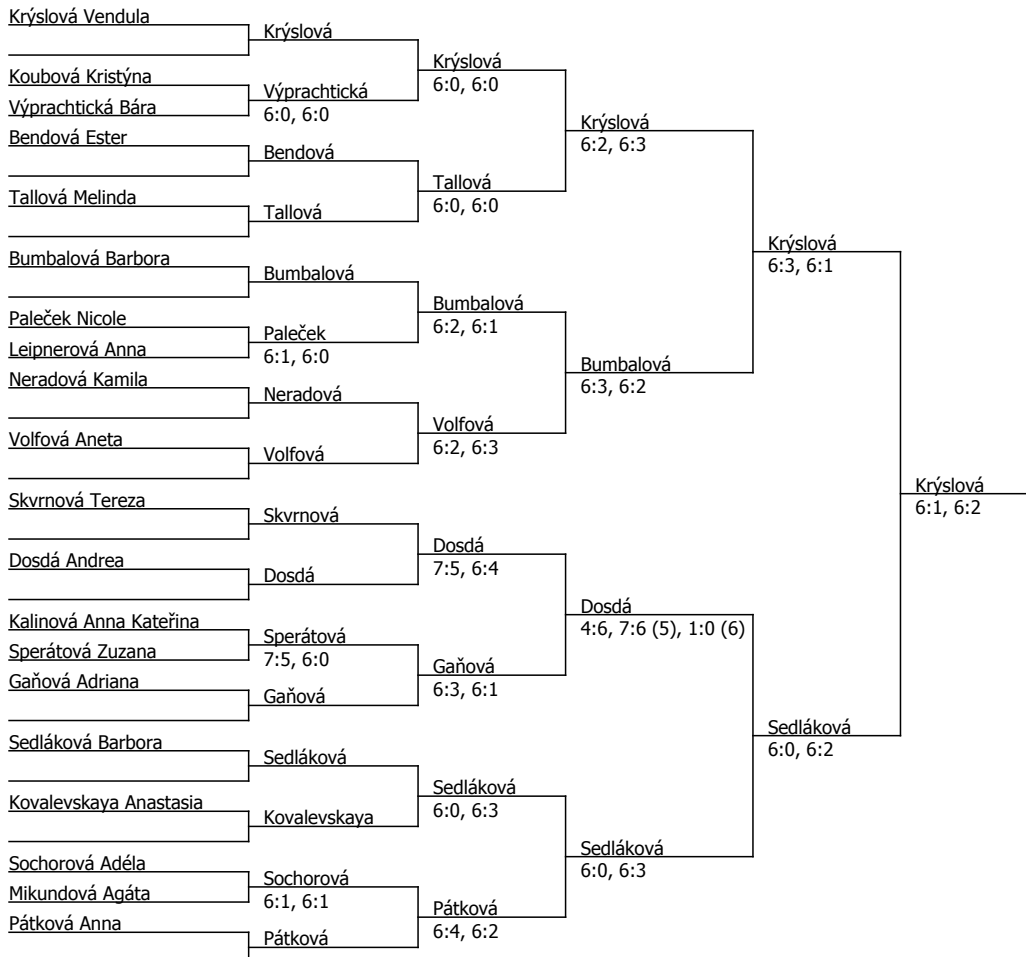 Krýslová Vendula
Krýslová
Krýslová
6:0, 6:0
Koubová Kristýna
Výprachtická
6:0, 6:0
Výprachtická Bára
Krýslová
6:2, 6:3
Bendová Ester
Bendová
Tallová
6:0, 6:0
Tallová Melinda
Tallová
Krýslová
6:3, 6:1
Bumbalová Barbora
Bumbalová
Bumbalová
6:2, 6:1
Paleček Nicole
Paleček
6:1, 6:0
Leipnerová Anna
Bumbalová
6:3, 6:2
Neradová Kamila
Neradová
Volfová
6:2, 6:3
Volfová Aneta
Volfová
Krýslová
6:1, 6:2
Skvrnová Tereza
Skvrnová
Dosdá
7:5, 6:4
Dosdá Andrea
Dosdá
Dosdá
4:6, 7:6 (5), 1:0 (6)
Kalinová Anna Kateřina
Sperátová
7:5, 6:0
Sperátová Zuzana
Gaňová
6:3, 6:1
Gaňová Adriana
Gaňová
Sedláková
6:0, 6:2
Sedláková Barbora
Sedláková
Sedláková
6:0, 6:3
Kovalevskaya Anastasia
Kovalevskaya
Sedláková
6:0, 6:3
Sochorová Adéla
Sochorová
6:1, 6:1
Mikundová Agáta
Pátková
6:4, 6:2
Pátková Anna
Pátková